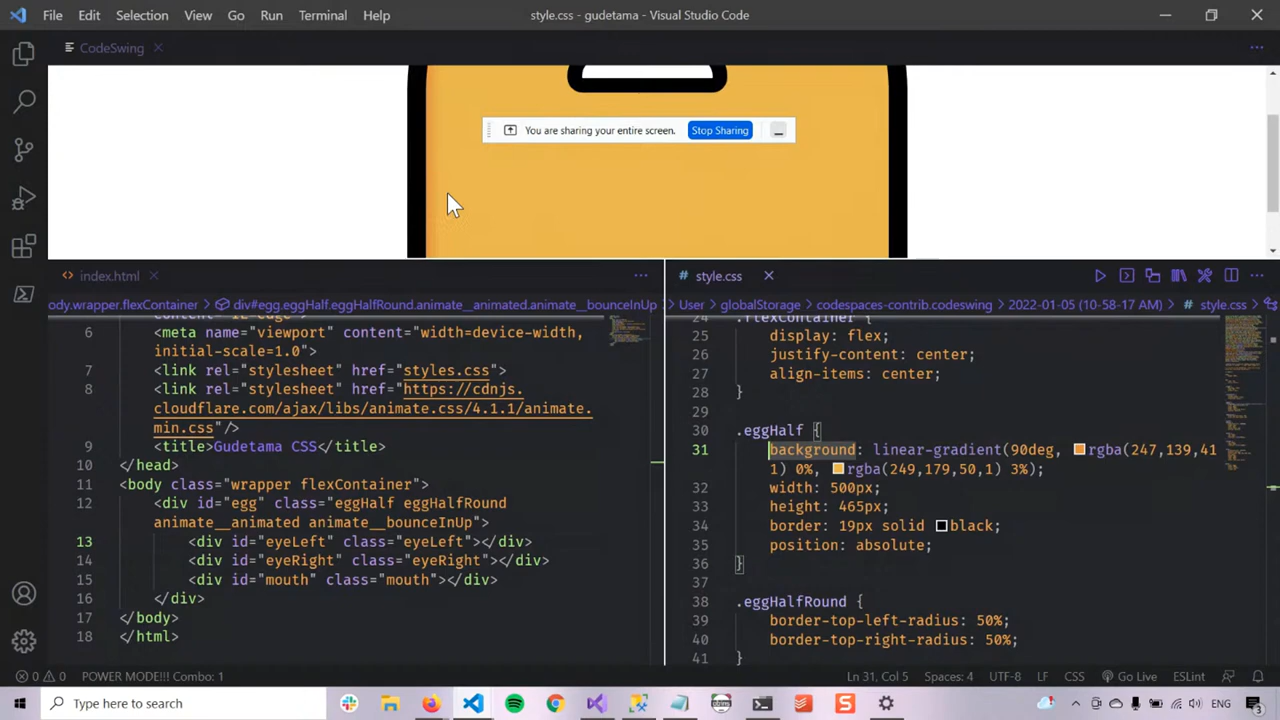 File Edit Selection View Go Run Terminal Help style.css - gudetama - Visual Studio Code
CodeSwing
You are sharing your entire screen. Stop Sharing
index.html
ody.wrapper.flexContainer div#egg.eggHalf.eggHalfRound.animate__animated.animate__bounceInUp
6 <meta name="viewport" content="width=device-width,
initial-scale=1.0">
7 <link rel="stylesheet" href="styles.css">
8 <link rel="stylesheet" href="https://cdnjs.
cloudflare.com/ajax/libs/animate.css/4.1.1/animate.
min.css"/>
9 <title>Gudetama CSS</title>
10 </head>
11 <body class="wrapper flexContainer">
12 <div id="egg" class="eggHalf eggHalfRound
animate__animated animate__bounceInUp">
13 <div id="eyeLeft" class="eyeLeft"></div>
14 <div id="eyeRight" class="eyeRight"></div>
15 <div id="mouth" class="mouth"></div>
16 </div>
17 </body>
18 </html>
style.css
User globalStorage codespaces-contrib.codeswing 2022-01-05 (10-58-17 AM) style.css
24 .flexContainer {
25 display: flex;
26 justify-content: center;
27 align-items: center;
28 }
29
30 .eggHalf {
31 background: linear-gradient(90deg, rgba(247,139,41
1) 0%, rgba(249,179,50,1) 3%);
32 width: 500px;
33 height: 465px;
34 border: 19px solid black;
35 position: absolute;
36 }
37
38 .eggHalfRound {
39 border-top-left-radius: 50%;
40 border-top-right-radius: 50%;
41 }
0 0 POWER MODE!!! Combo: 1 Ln 31, Col 5 Spaces: 4 UTF-8 LF CSS Go Live ESLint
Type here to search ENG 3